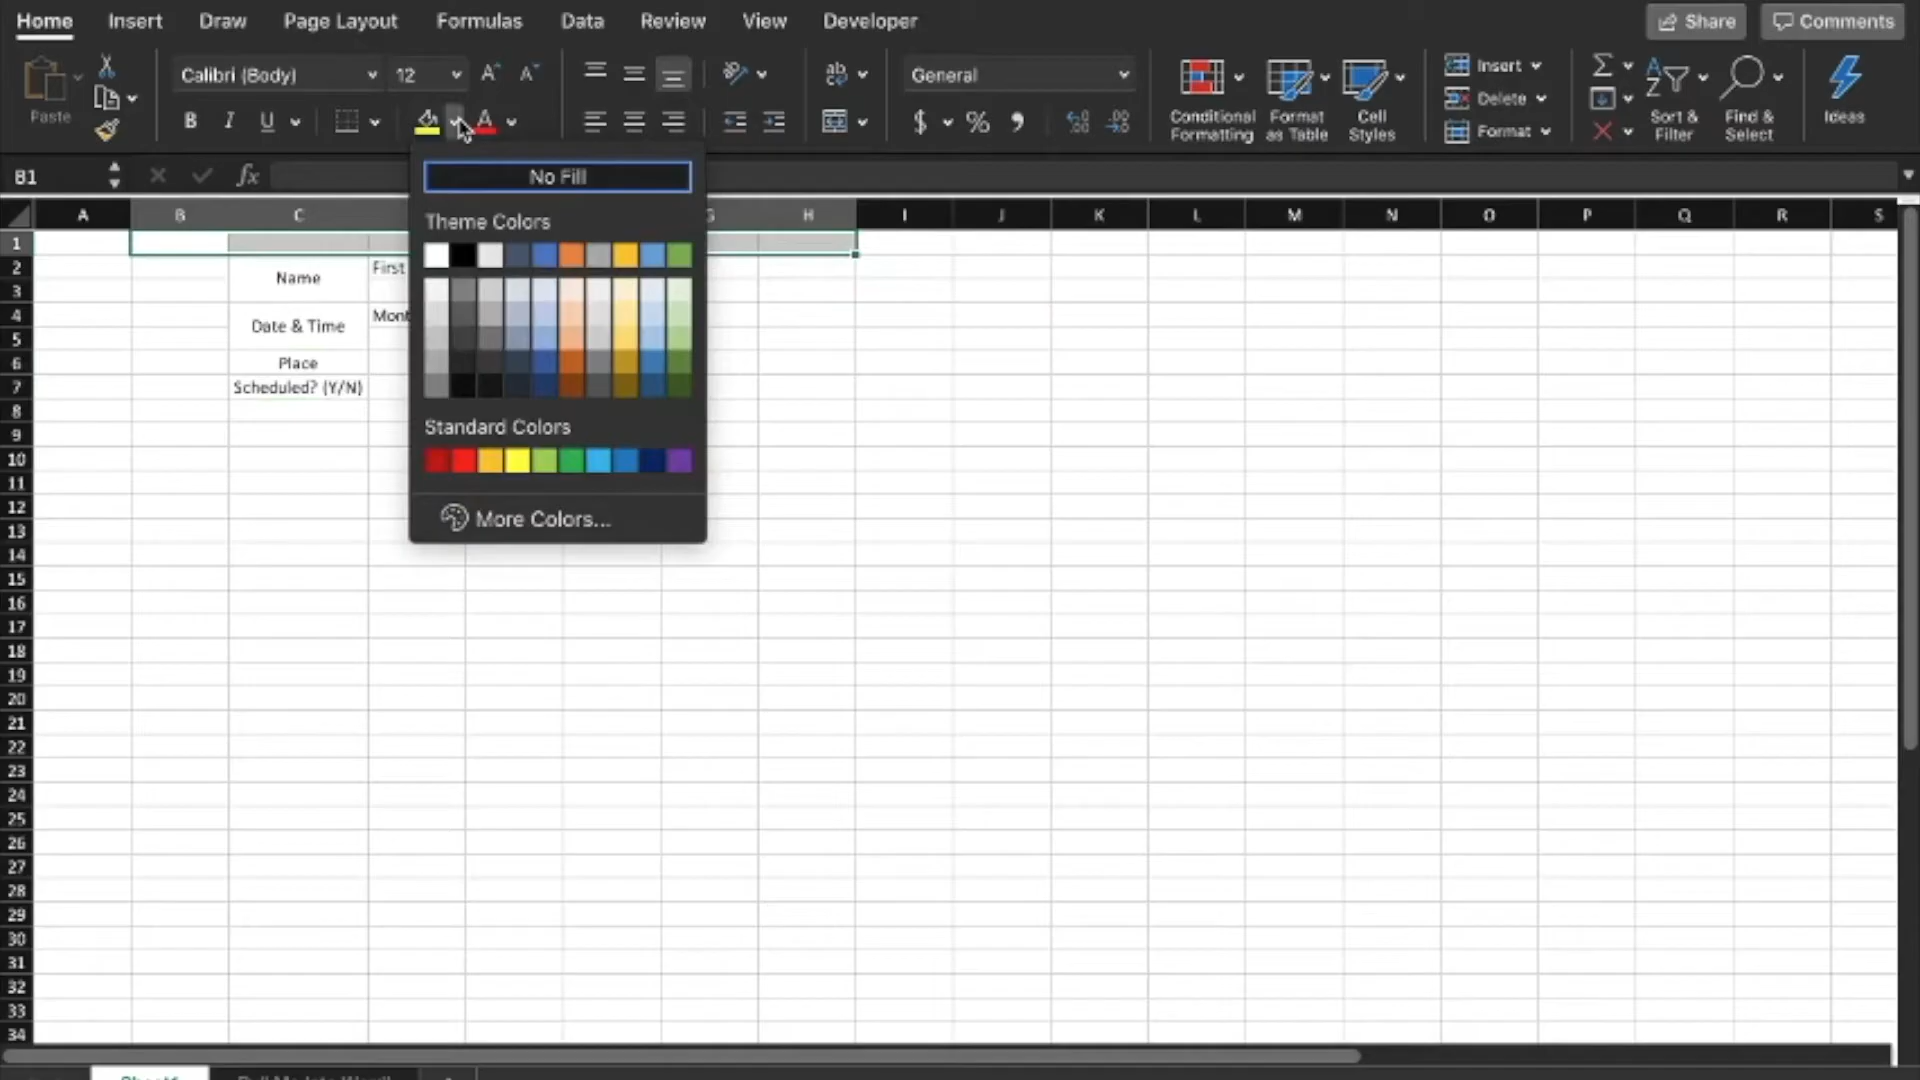 Home Insert Draw Page Layout Formulas Data Review View Developer Share Comments
Paste Calibri (Body) 12 A A
B I U A
ab General
$ % 9
Conditional Formatting
Format as Table
Cell Styles
Insert
Delete
Format
Sort & Filter
Find & Select
Ideas
B1 fx
No Fill
Theme Colors
Standard Colors
More Colors...
A B C G H I J K L M N O P Q R S
1
2 First
Name
3
4 Mont
Date & Time
5
6 Place
7 Scheduled? (Y/N)
8
9
10
11
12
13
14
15
16
17
18
19
20
21
22
23
24
25
26
27
28
29
30
31
32
33
34